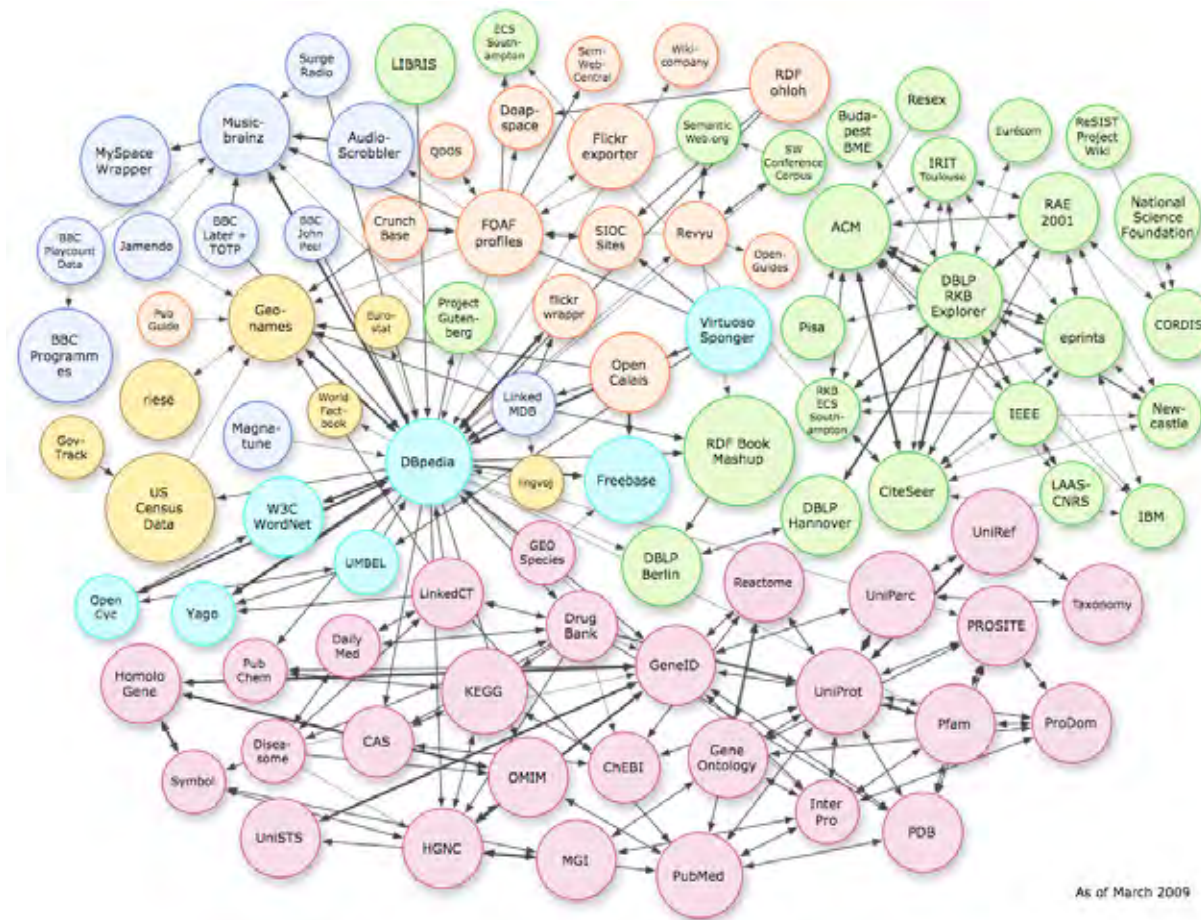 ECS
South-
ampton
Surge
Radio
LIBRIS
Sem-
Web-
Central
Wiki-
company
RDF
ohloh
Resex
Buda-
pest
BME
Eurécom
ReSIST
Project
Wiki
Music-
brainz
MySpace
Wrapper
Audio-
Scrobbler
QDOS
Doap-
space
Flickr
exporter
Semantic
Web.org
SW
Conference
Corpus
IRIT
Toulouse
RAE
2001
National
Science
Foundation
ACM
BBC
Playcount
Data
Jamendo
BBC
Later +
TOTP
BBC
John
Peel
Crunch
Base
FOAF
profiles
SIOC
Sites
Revyu
Open-
Guides
DBLP
RKB
Explorer
Pub
Guide
Geo-
names
Euro-
stat
Project
Guten-
berg
flickr
wrappr
Virtuoso
Sponger
Pisa
eprints
CORDIS
BBC
Programm
es
riese
World
Fact-
book
Linked
MDB
Open
Calais
RKB
ECS
South-
ampton
IEEE
New-
castle
Gov-
Track
Magna-
tune
DBpedia
lingvoj
Freebase
RDF Book
Mashup
CiteSeer
LAAS-
CNRS
IBM
US
Census
Data
W3C
WordNet
UMBEL
GEO
Species
DBLP
Berlin
DBLP
Hannover
UniRef
Open
Cyc
Yago
LinkedCT
Reactome
UniParc
Taxonomy
Drug
Bank
PROSITE
Daily
Med
Pub
Chem
Homolo
Gene
KEGG
GeneID
UniProt
Pfam
ProDom
Symbol
Disea-
some
CAS
OMIM
ChEBI
Gene
Ontology
Inter
Pro
PDB
UniSTS
HGNC
MGI
PubMed
As of March 2009